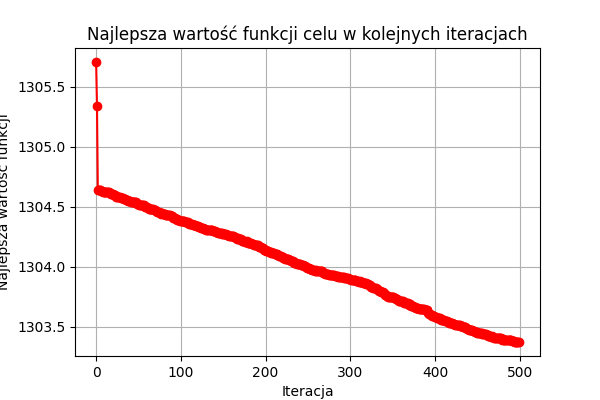 Najlepsza wartość funkcji celu w kolejnych iteracjach
Najlepsza wartość funkcji
1305.5
1305.0
1304.5
1304.0
1303.5
0 100 200 300 400 500
Iteracja